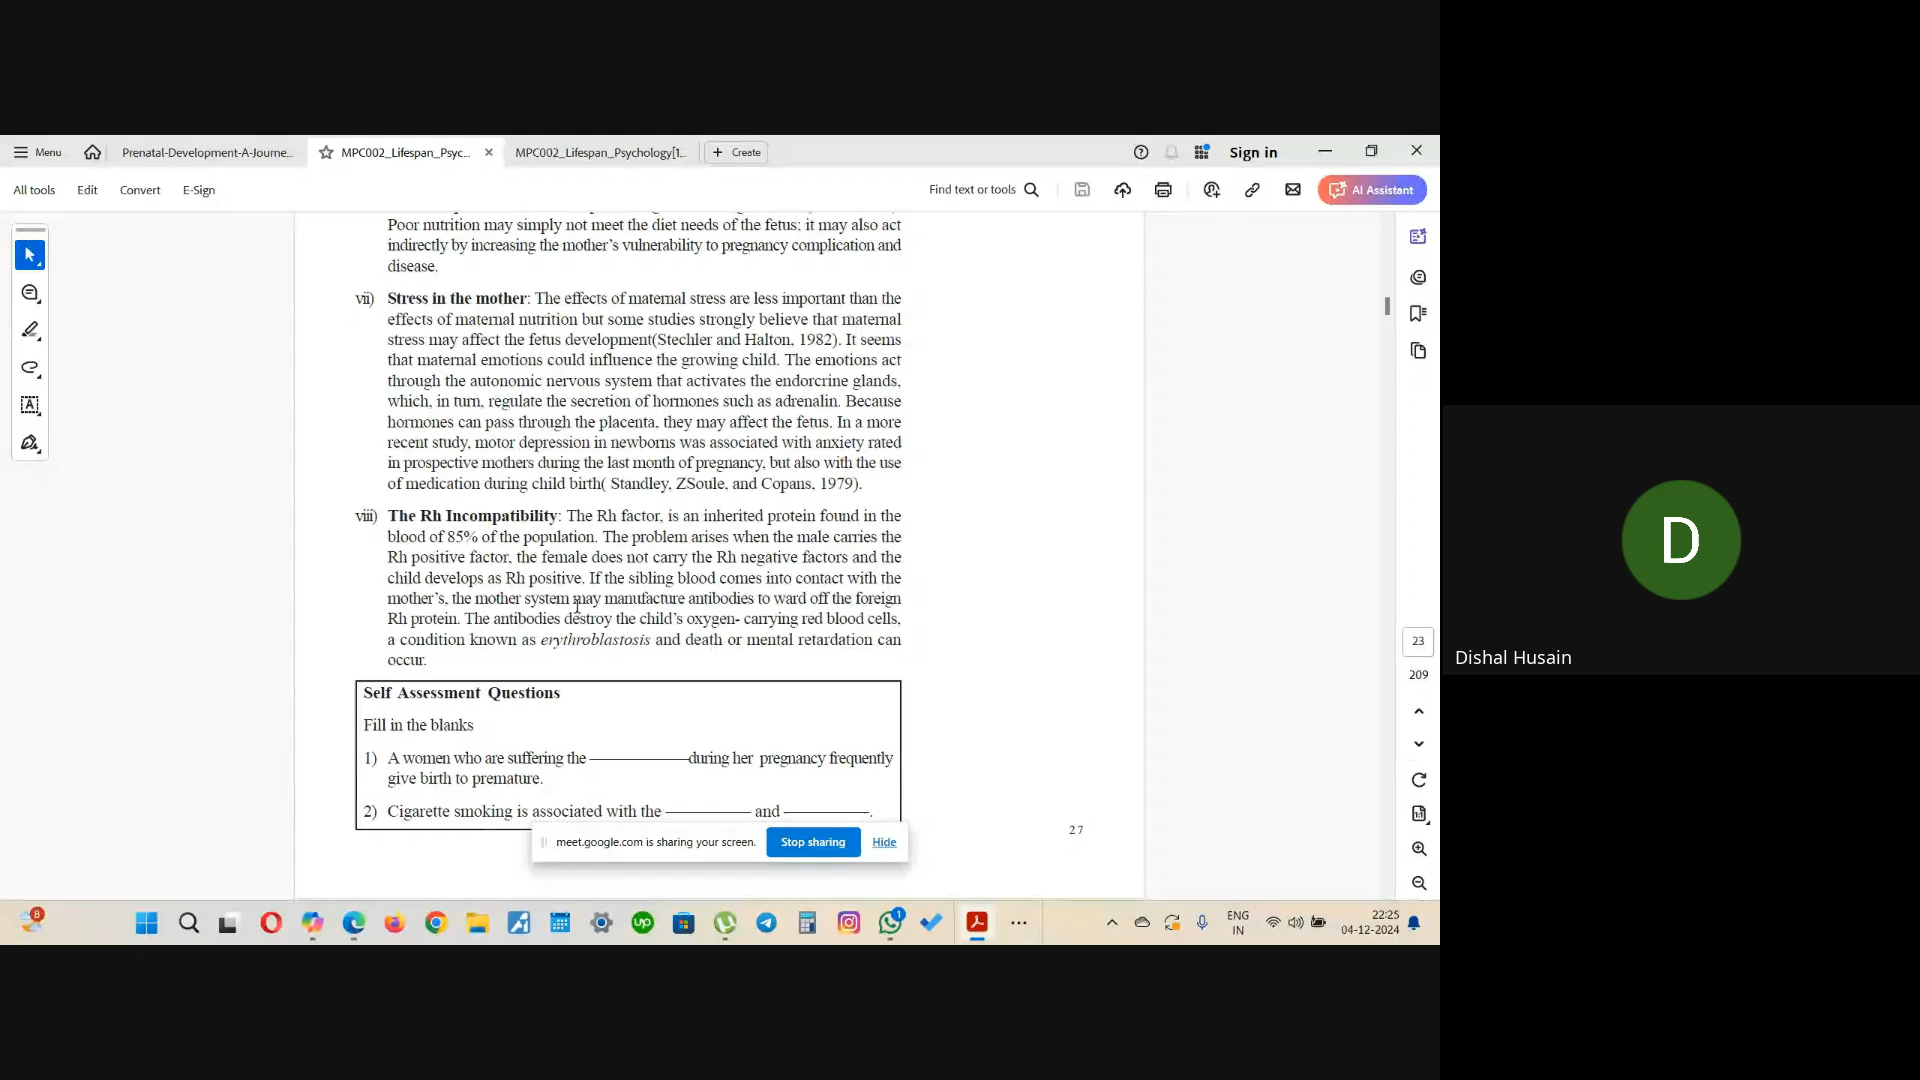 Menu
Prenatal-Development-A-Journe...
MPC002_Lifespan_Psyc...
MPC002_Lifespan_Psychology[1...
Create
Sign in
All tools
Edit
Convert
E-Sign
Find text or tools
AI Assistant
Poor nutrition may simply not meet the diet needs of the fetus; it may also act
indirectly by increasing the mother's vulnerability to pregnancy complication and
disease.
vii) Stress in the mother: The effects of maternal stress are less important than the
effects of maternal nutrition but some studies strongly believe that maternal
stress may affect the fetus development(Stechler and Halton, 1982). It seems
that maternal emotions could influence the growing child. The emotions act
through the autonomic nervous system that activates the endorcrine glands,
which, in turn, regulate the secretion of hormones such as adrenalin. Because
hormones can pass through the placenta, they may affect the fetus. In a more
recent study, motor depression in newborns was associated with anxiety rated
in prospective mothers during the last month of pregnancy, but also with the use
of medication during child birth( Standley, ZSoule, and Copans, 1979).
viii) The Rh Incompatibility: The Rh factor, is an inherited protein found in the
blood of 85% of the population. The problem arises when the male carries the
Rh positive factor, the female does not carry the Rh negative factors and the
child develops as Rh positive. If the sibling blood comes into contact with the
mother's, the mother system may manufacture antibodies to ward off the foreign
Rh protein. The antibodies destroy the child's oxygen- carrying red blood cells,
a condition known as erythroblastosis and death or mental retardation can
occur.
Self Assessment Questions
Fill in the blanks
1) A women who are suffering the ——————during her pregnancy frequently
give birth to premature.
2) Cigarette smoking is associated with the —————— and ——————.
27
meet.google.com is sharing your screen.
Stop sharing
Hide
23
209
Dishal Husain
D
8
up
1
ENG
IN
22:25
04-12-2024